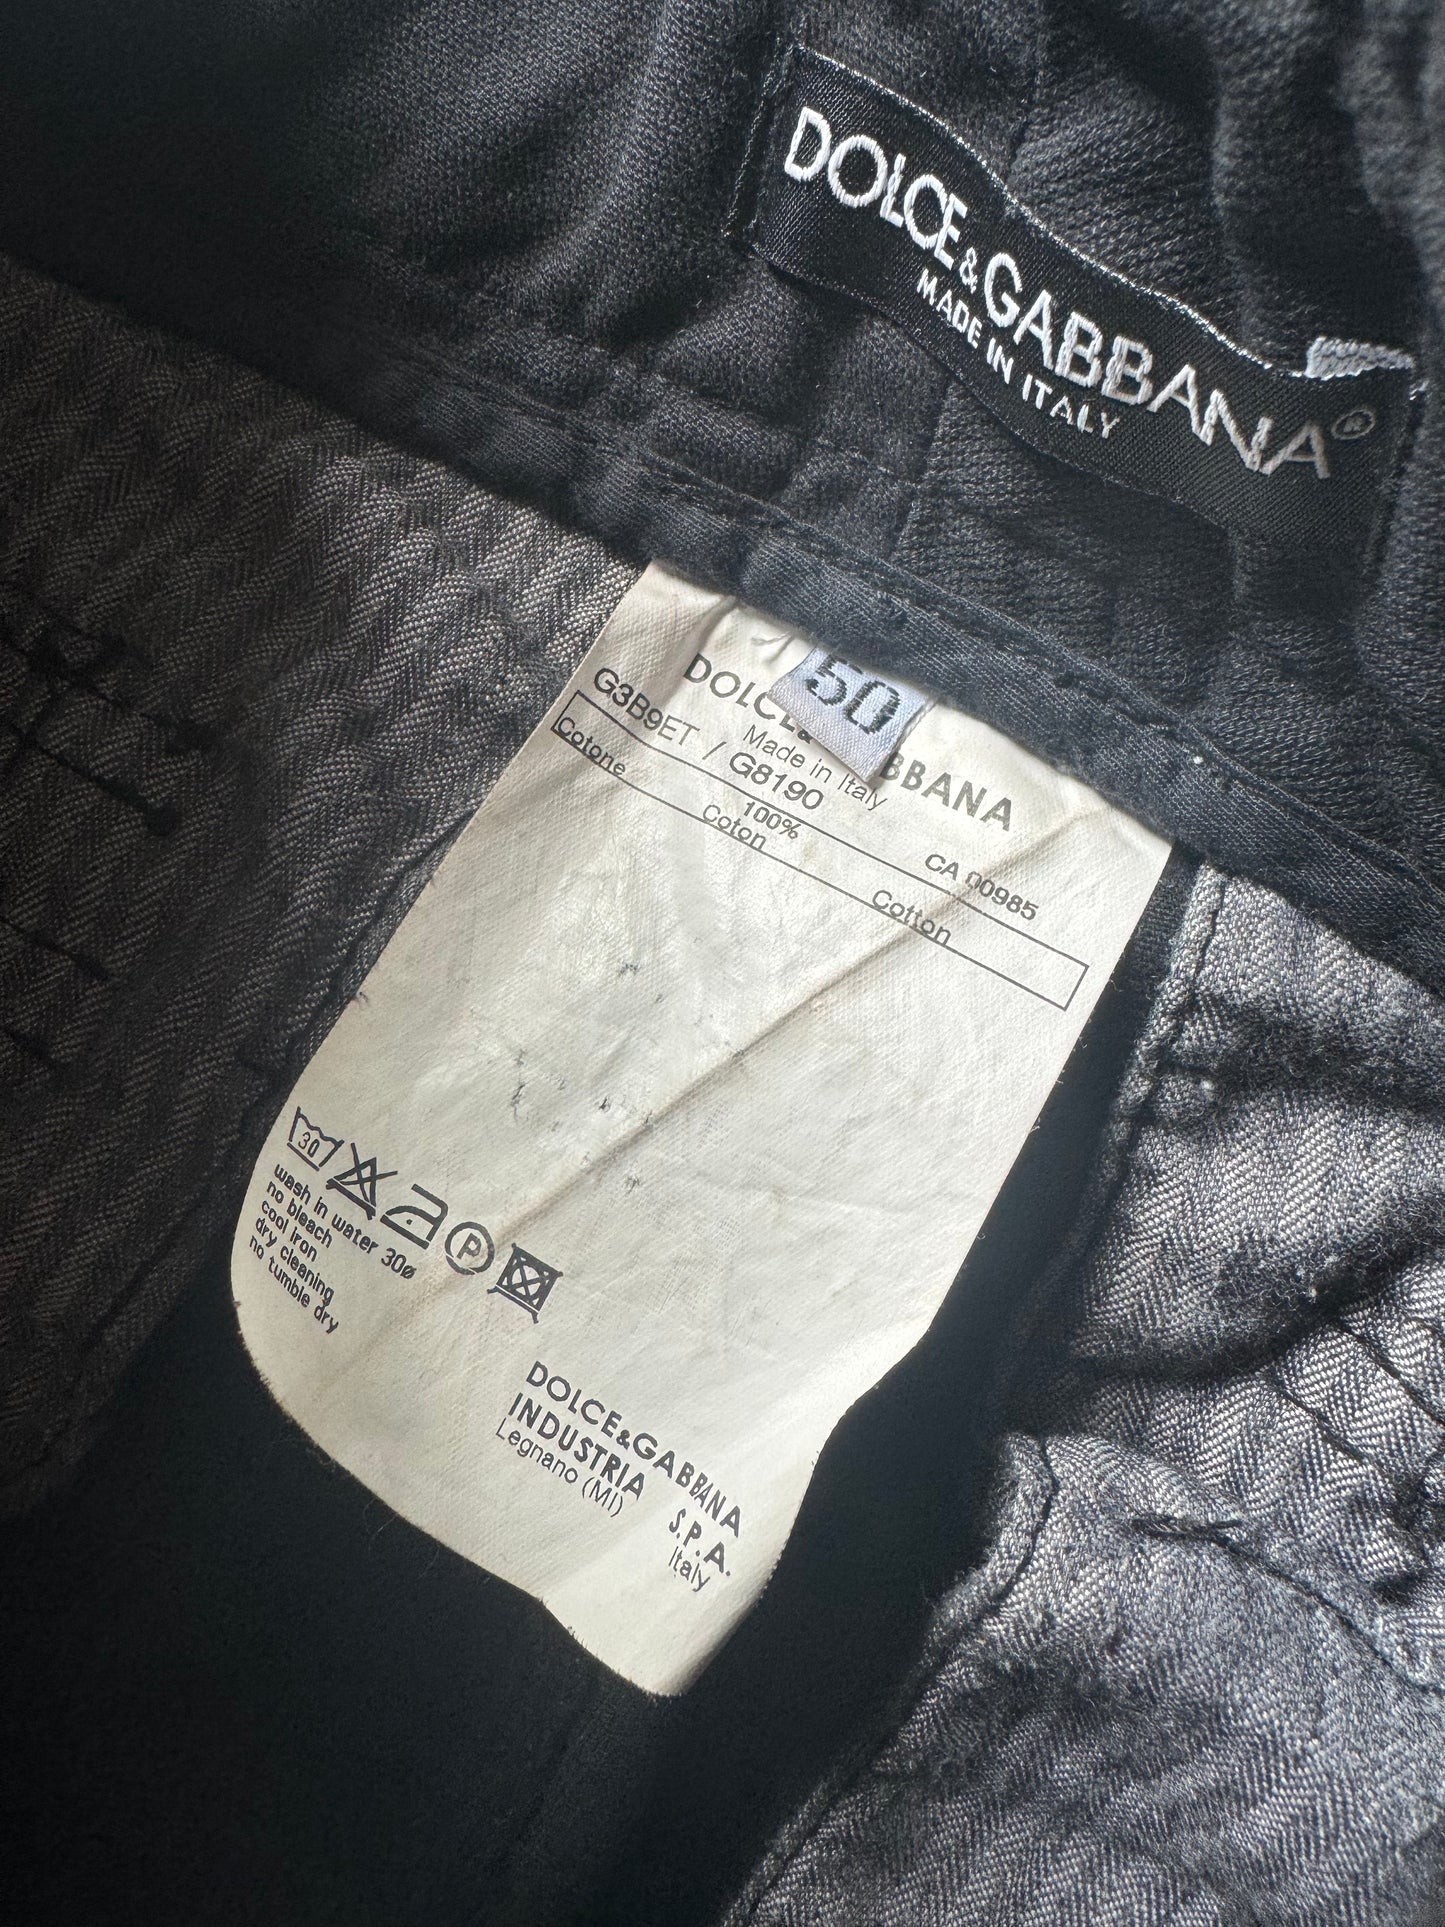 DOLCE&GABBANA®
MADE IN ITALY
50
DOLCE BBANA
Made in Italy
G3B9ET / G8190 CA 00985
100%
Cotone Coton Cotton
30
P
wash in water 30ø
no bleach
cool iron
dry cleaning
no tumble dry
DOLCE&GABBANA
INDUSTRIA S.P.A.
Legnano (MI) Italy